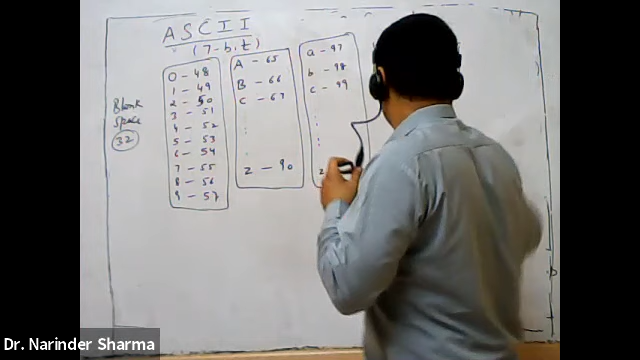 ASCII
(7-bit)
Blank
Space
32
0 - 48
1 - 49
2 - 50
3 - 51
4 - 52
5 - 53
6 - 54
7 - 55
8 - 56
9 - 57
A - 65
B - 66
C - 67
Z - 90
a - 97
b - 98
c - 99
z
Dr. Narinder Sharma